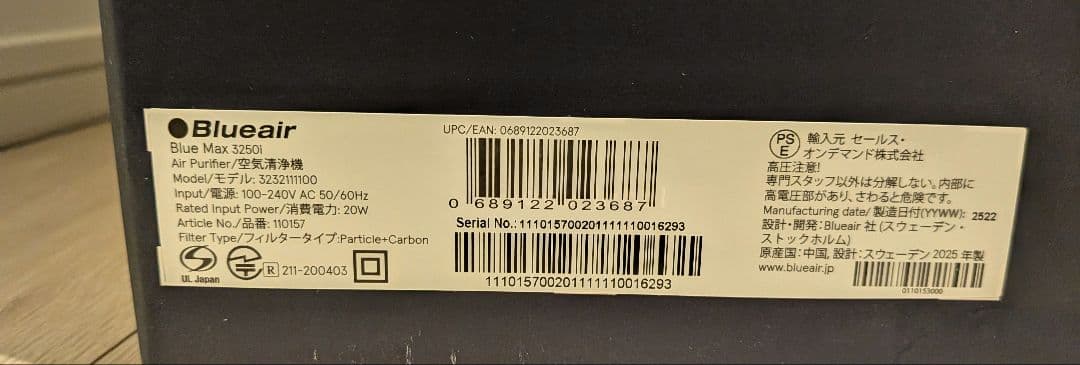 Blueair
Blue Max 3250i
Air Purifier/空気清浄機
Model/モデル: 3232111100
Input/電源: 100-240V AC 50/60Hz
Rated Input Power/消費電力: 20W
Article No./品番: 110157
Filter Type/フィルタータイプ:Particle+Carbon
UL Japan
R 211-200403
UPC/EAN: 0689122023687
0 689122 023687
Serial No.: 1110157002011111110016293
1110157002011111110016293
PS
E
輸入元 セールス・
オンデマンド株式会社
高圧注意!
専門スタッフ以外は分解しない。内部に
高電圧部があり、さわると危険です。
Manufacturing date/ 製造日付(YYWW): 2522
設計・開発:Blueair 社 (スウェーデン・
ストックホルム)
原産国: 中国, 設計: スウェーデン 2025 年製
www.blueair.jp
0110153000